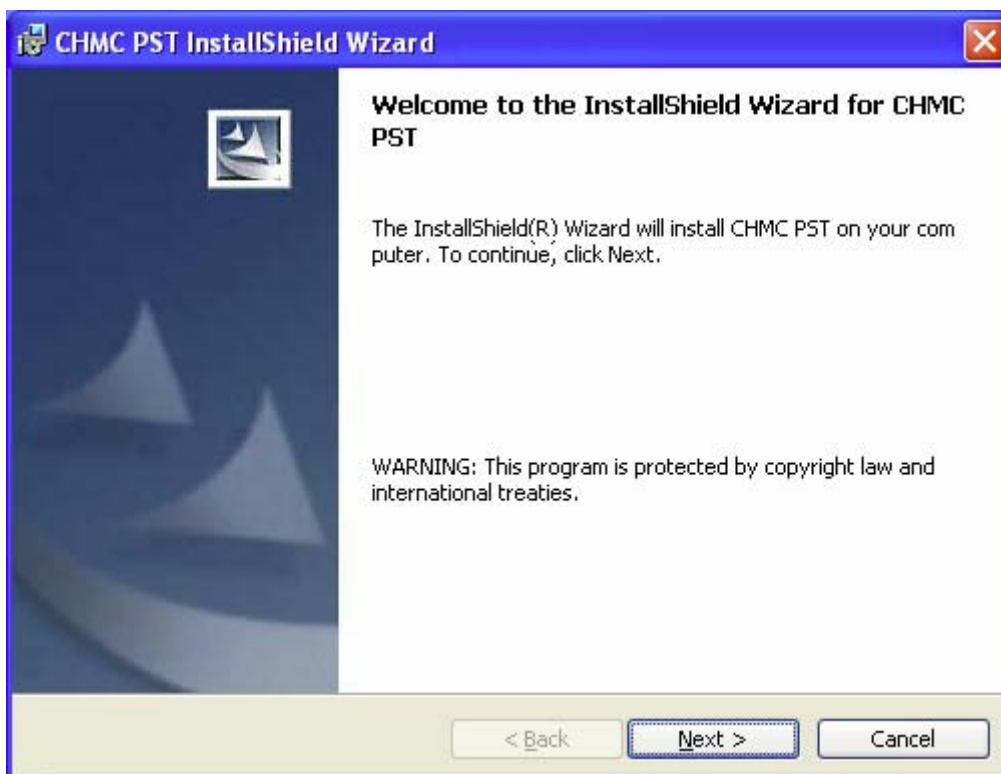 CHMC PST InstallShield Wizard
Welcome to the InstallShield Wizard for CHMC
PST
The InstallShield(R) Wizard will install CHMC PST on your com
puter. To continue, click Next.
WARNING: This program is protected by copyright law and
international treaties.
< Back
Next >
Cancel